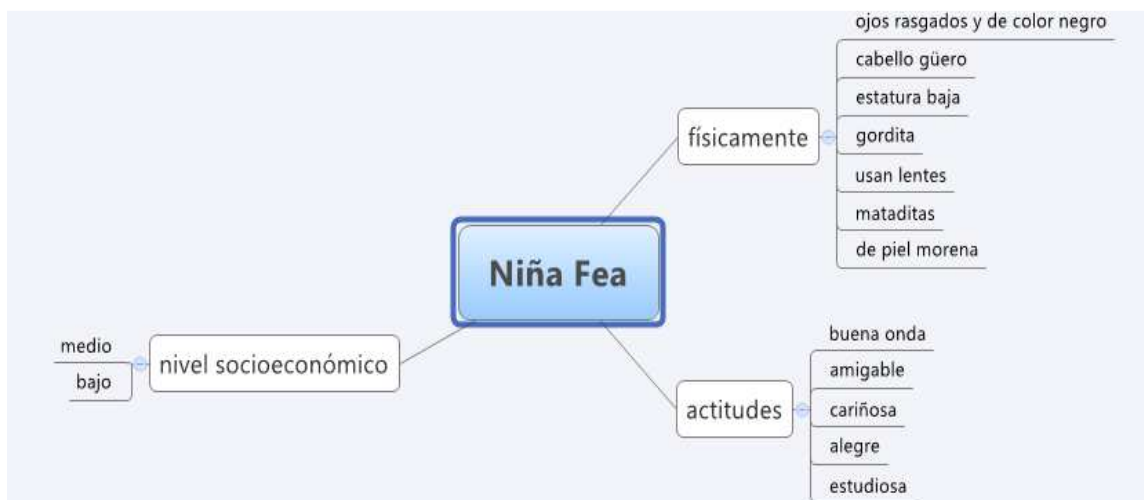 Niña Fea
físicamente
ojos rasgados y de color negro
cabello güero
estatura baja
gordita
usan lentes
mataditas
de piel morena
actitudes
buena onda
amigable
cariñosa
alegre
estudiosa
nivel socioeconómico
medio
bajo